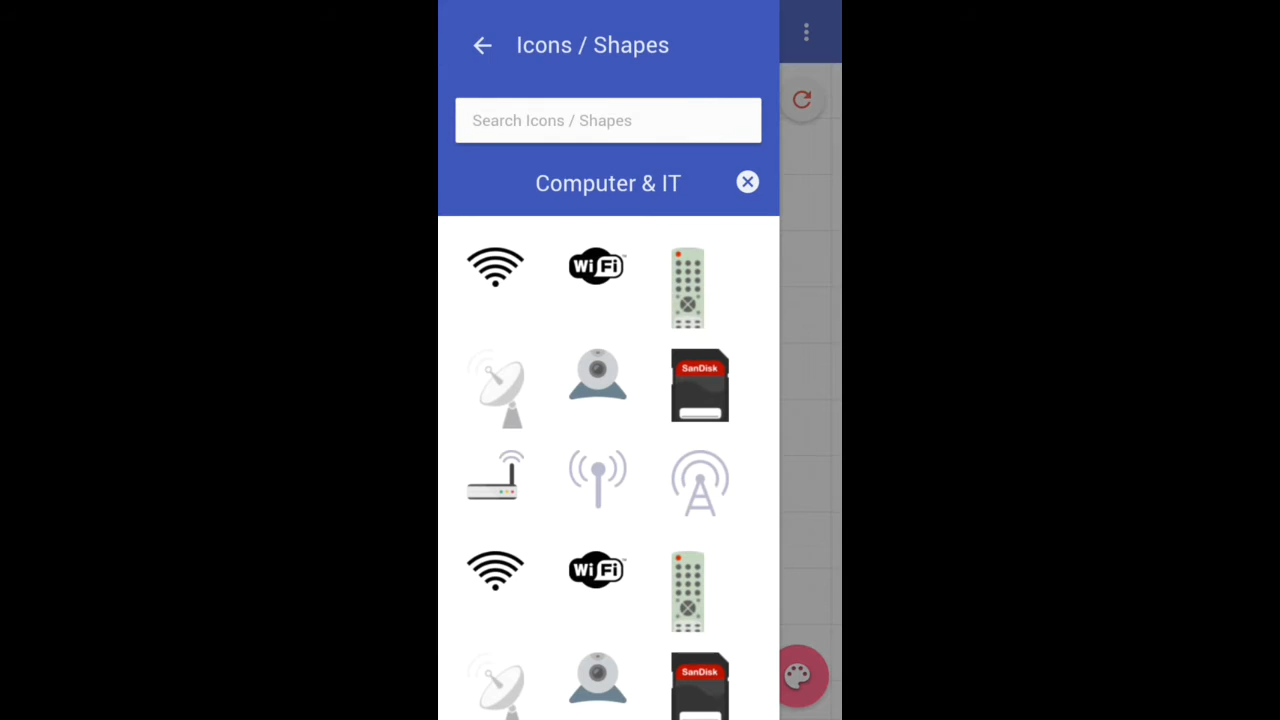 Icons / Shapes
Search Icons / Shapes
Computer & IT
WiFi
SanDisk
WiFi
SanDisk